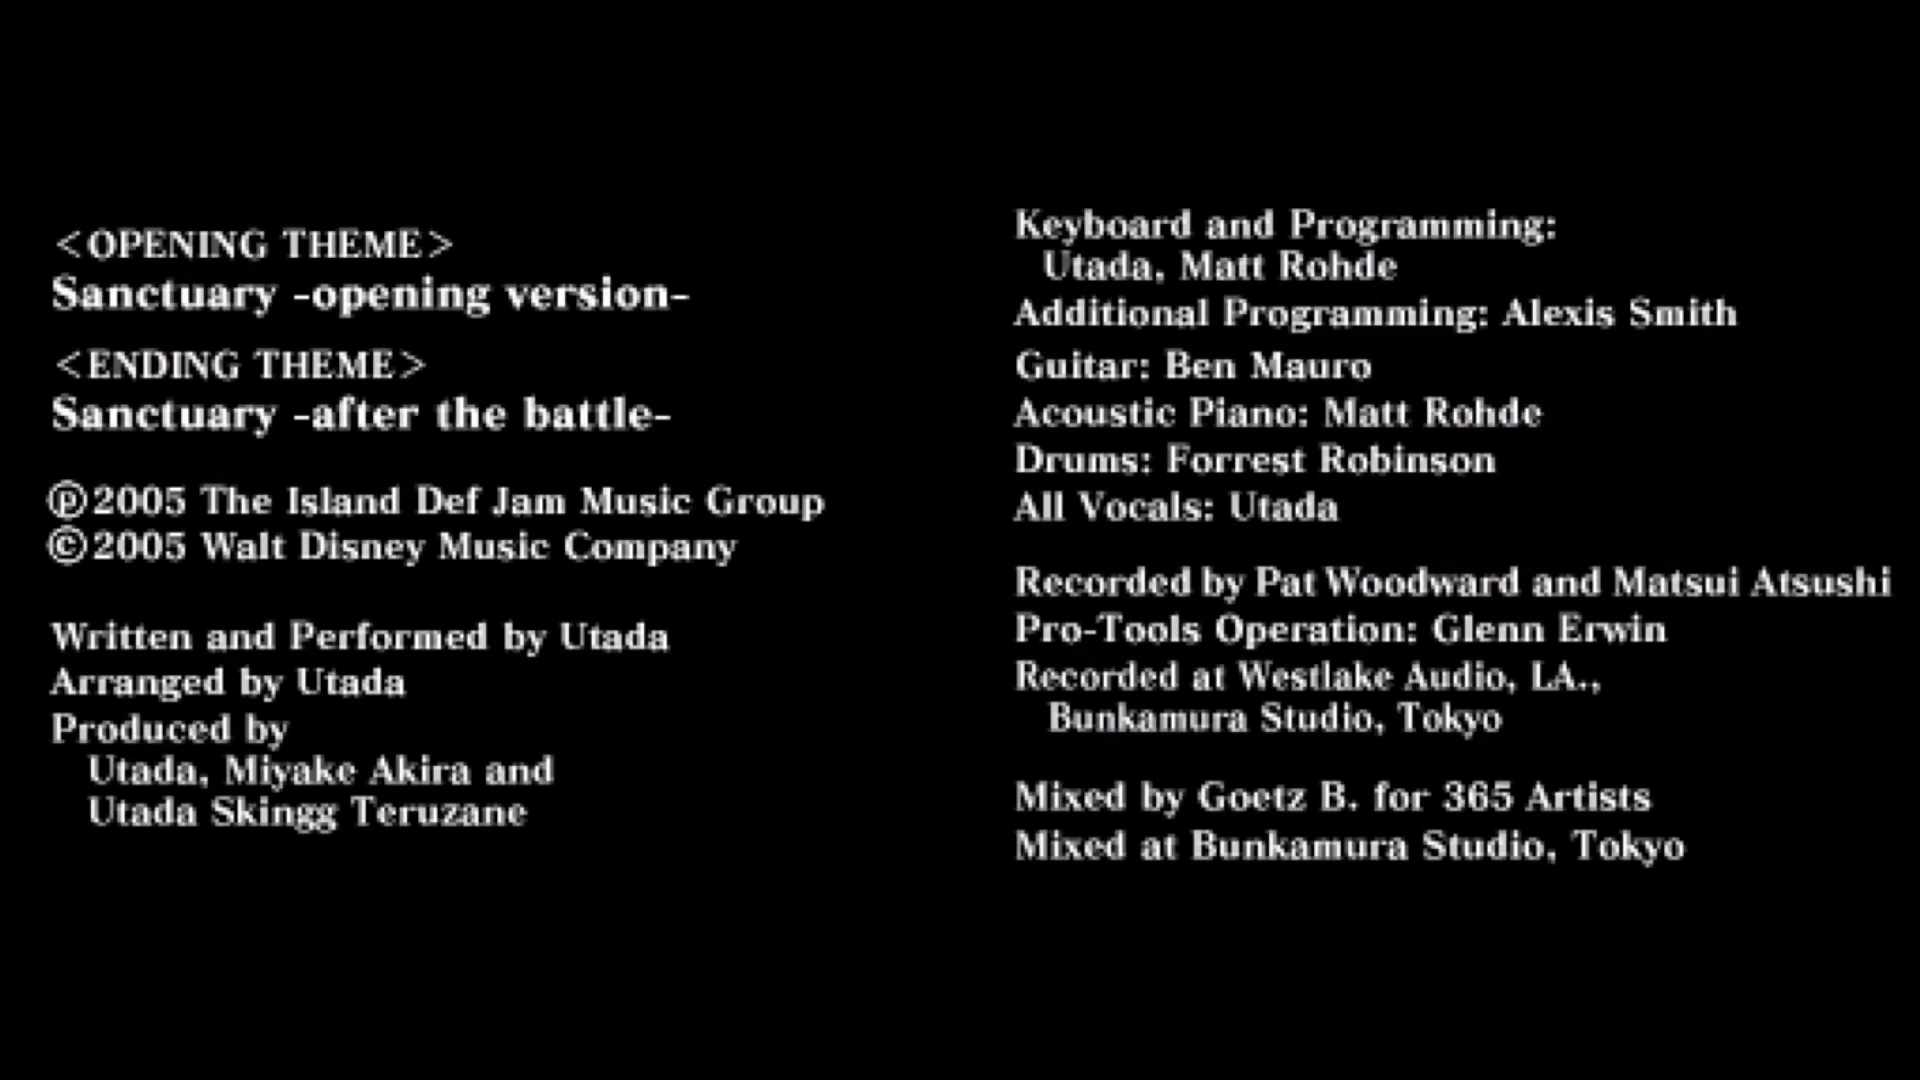 <OPENING THEME>
Sanctuary -opening version-
<ENDING THEME>
Sanctuary -after the battle-
Ⓟ2005 The Island Def Jam Music Group
©2005 Walt Disney Music Company
Written and Performed by Utada
Arranged by Utada
Produced by
Utada, Miyake Akira and
Utada Skingg Teruzane
Keyboard and Programming:
Utada, Matt Rohde
Additional Programming: Alexis Smith
Guitar: Ben Mauro
Acoustic Piano: Matt Rohde
Drums: Forrest Robinson
All Vocals: Utada
Recorded by Pat Woodward and Matsui Atsushi
Pro-Tools Operation: Glenn Erwin
Recorded at Westlake Audio, LA.,
Bunkamura Studio, Tokyo
Mixed by Goetz B. for 365 Artists
Mixed at Bunkamura Studio, Tokyo